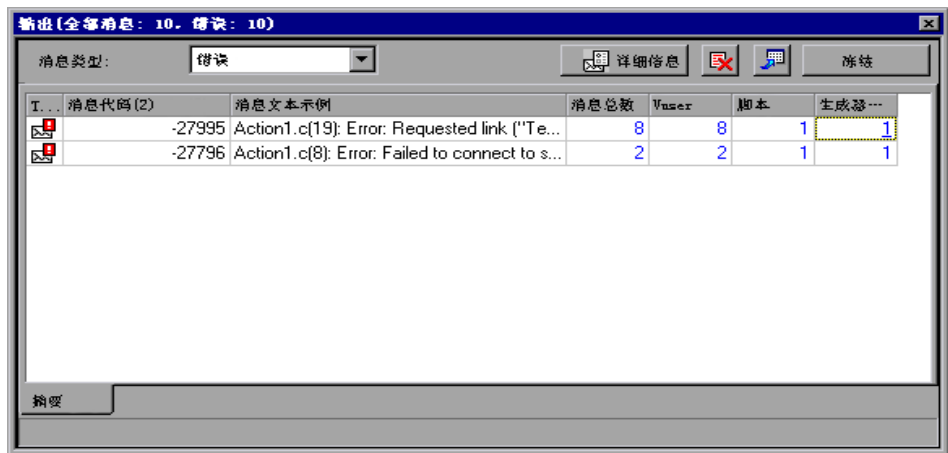 输出(全部消息: 10. 错误: 10)
消息类型:
错误
详细信息
冻结
T... 消息代码(2) 消息文本示例 消息总数 Vuser 脚本 生成器...
-27995 Action1.c(19): Error: Requested link ("Te... 8 8 1 1
-27796 Action1.c(8): Error: Failed to connect to s... 2 2 1 1
摘要